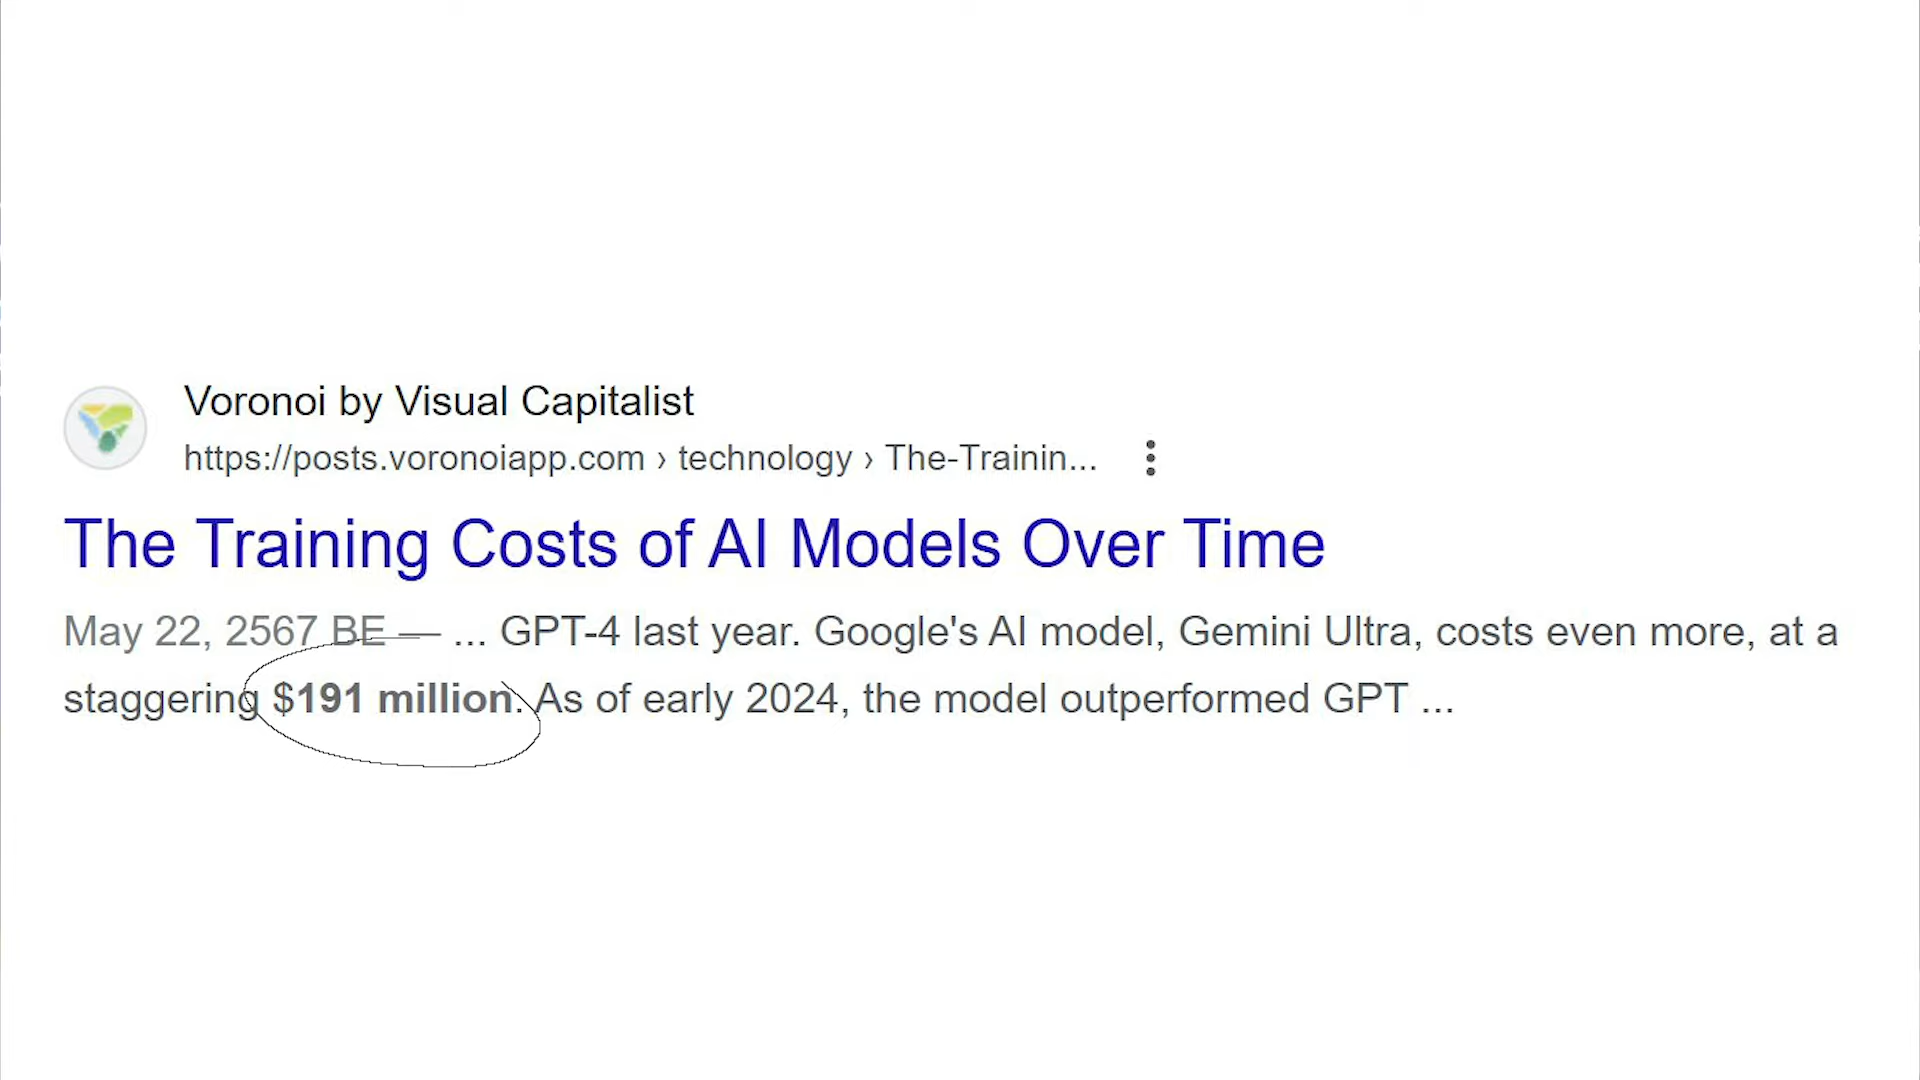 Voronoi by Visual Capitalist
https://posts.voronoiapp.com › technology › The-Trainin...
The Training Costs of AI Models Over Time
May 22, 2567 BE — ... GPT-4 last year. Google's AI model, Gemini Ultra, costs even more, at a
staggering $191 million. As of early 2024, the model outperformed GPT ...